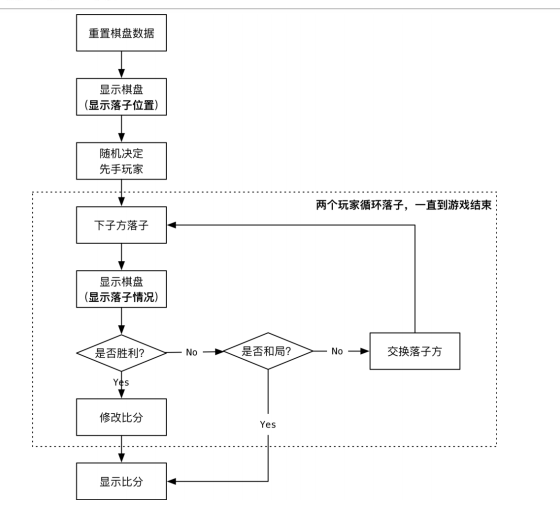 重置棋盘数据
显示棋盘
（显示落子位置）
随机决定
先手玩家
两个玩家循环落子，一直到游戏结束
下子方落子
显示棋盘
（显示落子情况）
是否胜利?
No
是否和局?
No
交换落子方
Yes
修改比分
Yes
显示比分